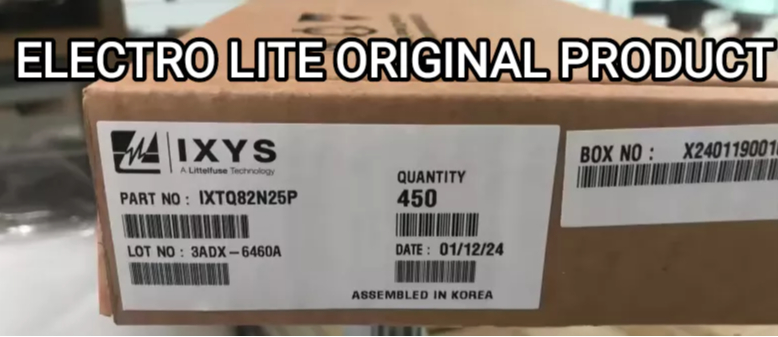 ELECTRO LITE ORIGINAL PRODUCT
IXYS
A Littelfuse Technology
PART NO : IXTQ82N25P
LOT NO : 3ADX-6460A
QUANTITY
450
DATE : 01/12/24
ASSEMBLED IN KOREA
BOX NO : X240119001